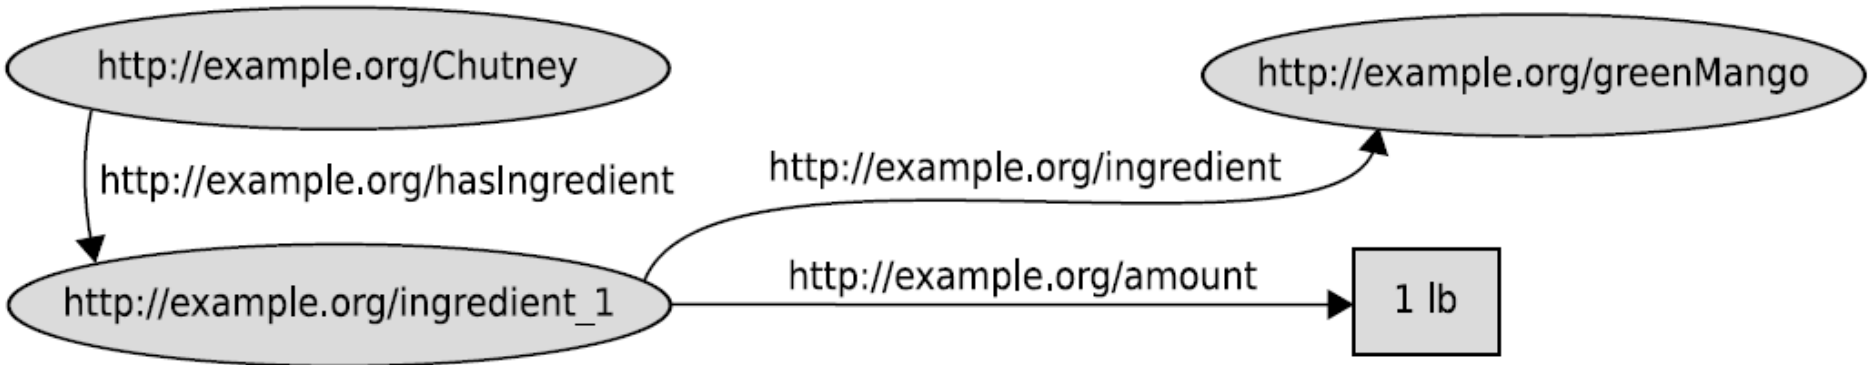 http://example.org/Chutney
http://example.org/greenMango
http://example.org/hasIngredient
http://example.org/ingredient
http://example.org/amount
http://example.org/ingredient_1
1 lb